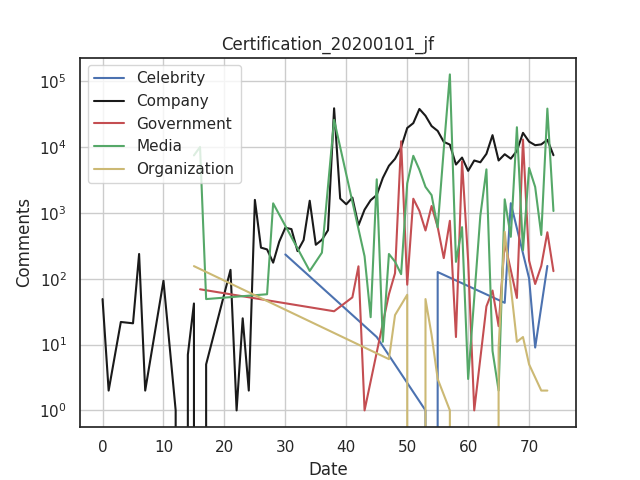 Certification_20200101_jf
Celebrity
Company
Government
Media
Organization
Comments
10^5
10^4
10^3
10^2
10^1
10^0
0 10 20 30 40 50 60 70
Date